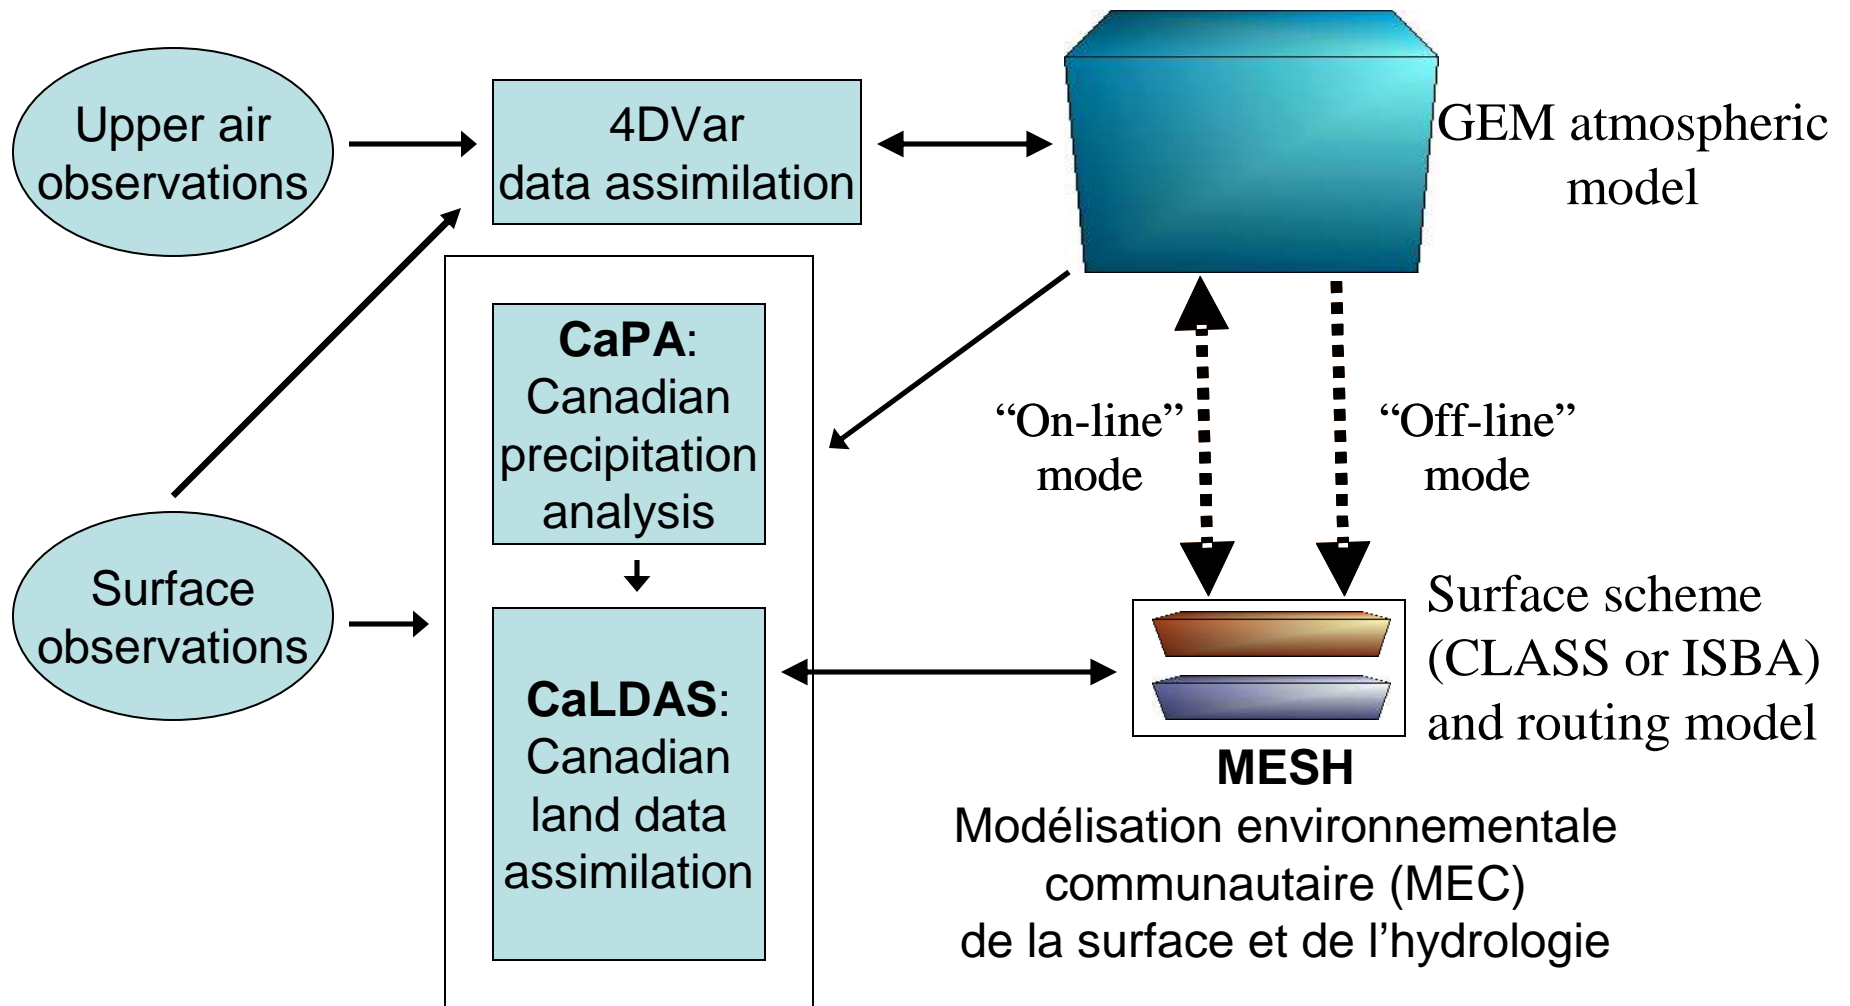 Upper air
observations
4DVar
data assimilation
GEM atmospheric
model
CaPA:
Canadian
precipitation
analysis
“On-line”
mode
“Off-line”
mode
Surface
observations
CaLDAS:
Canadian
land data
assimilation
Surface scheme
(CLASS or ISBA)
and routing model
MESH
Modélisation environnementale
communautaire (MEC)
de la surface et de l’hydrologie